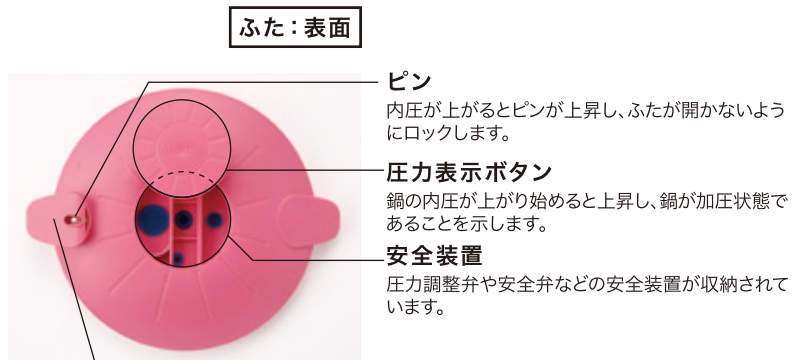 ふた：表面
ピン
内圧が上がるとピンが上昇し、ふたが開かないよう
にロックします。
圧力表示ボタン
鍋の内圧が上がり始めると上昇し、鍋が加圧状態で
あることを示します。
安全装置
圧力調整弁や安全弁などの安全装置が収納されて
います。